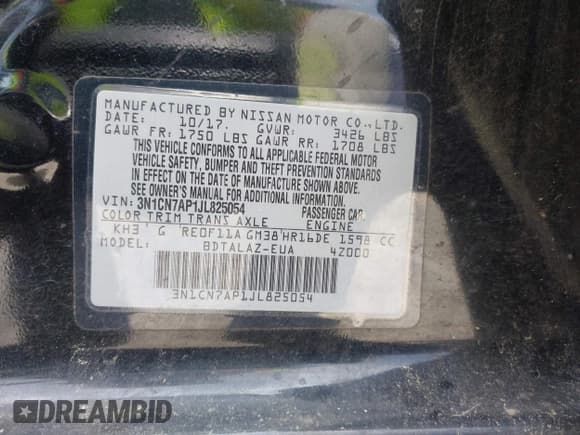 MANUFACTURED BY NISSAN MOTOR CO.,LTD.
DATE: 10/17. GVWR: 3426 LBS
GAWR FR: 1750 LBS GAWR RR: 1708 LBS
THIS VEHICLE CONFORMS TO ALL APPLICABLE FEDERAL MOTOR
VEHICLE SAFETY, BUMPER AND THEFT PREVENTION STANDARDS
IN EFFECT ON THE DATE OF MANUFACTURE SHOWN ABOVE.
SEE OWNER'S MANUAL FOR ADDITIONAL INFORMATION.
VIN: 3N1CN7AP1JL825054 PASSENGER CAR
COLOR TRIM TRANS AXLE ENGINE
KH3 G RE0F11A GM38 HR16DE 1598 CC
MODEL: BDTALAZ-EUA 4Z000
3N1CN7AP1JL825054
DREAMBID